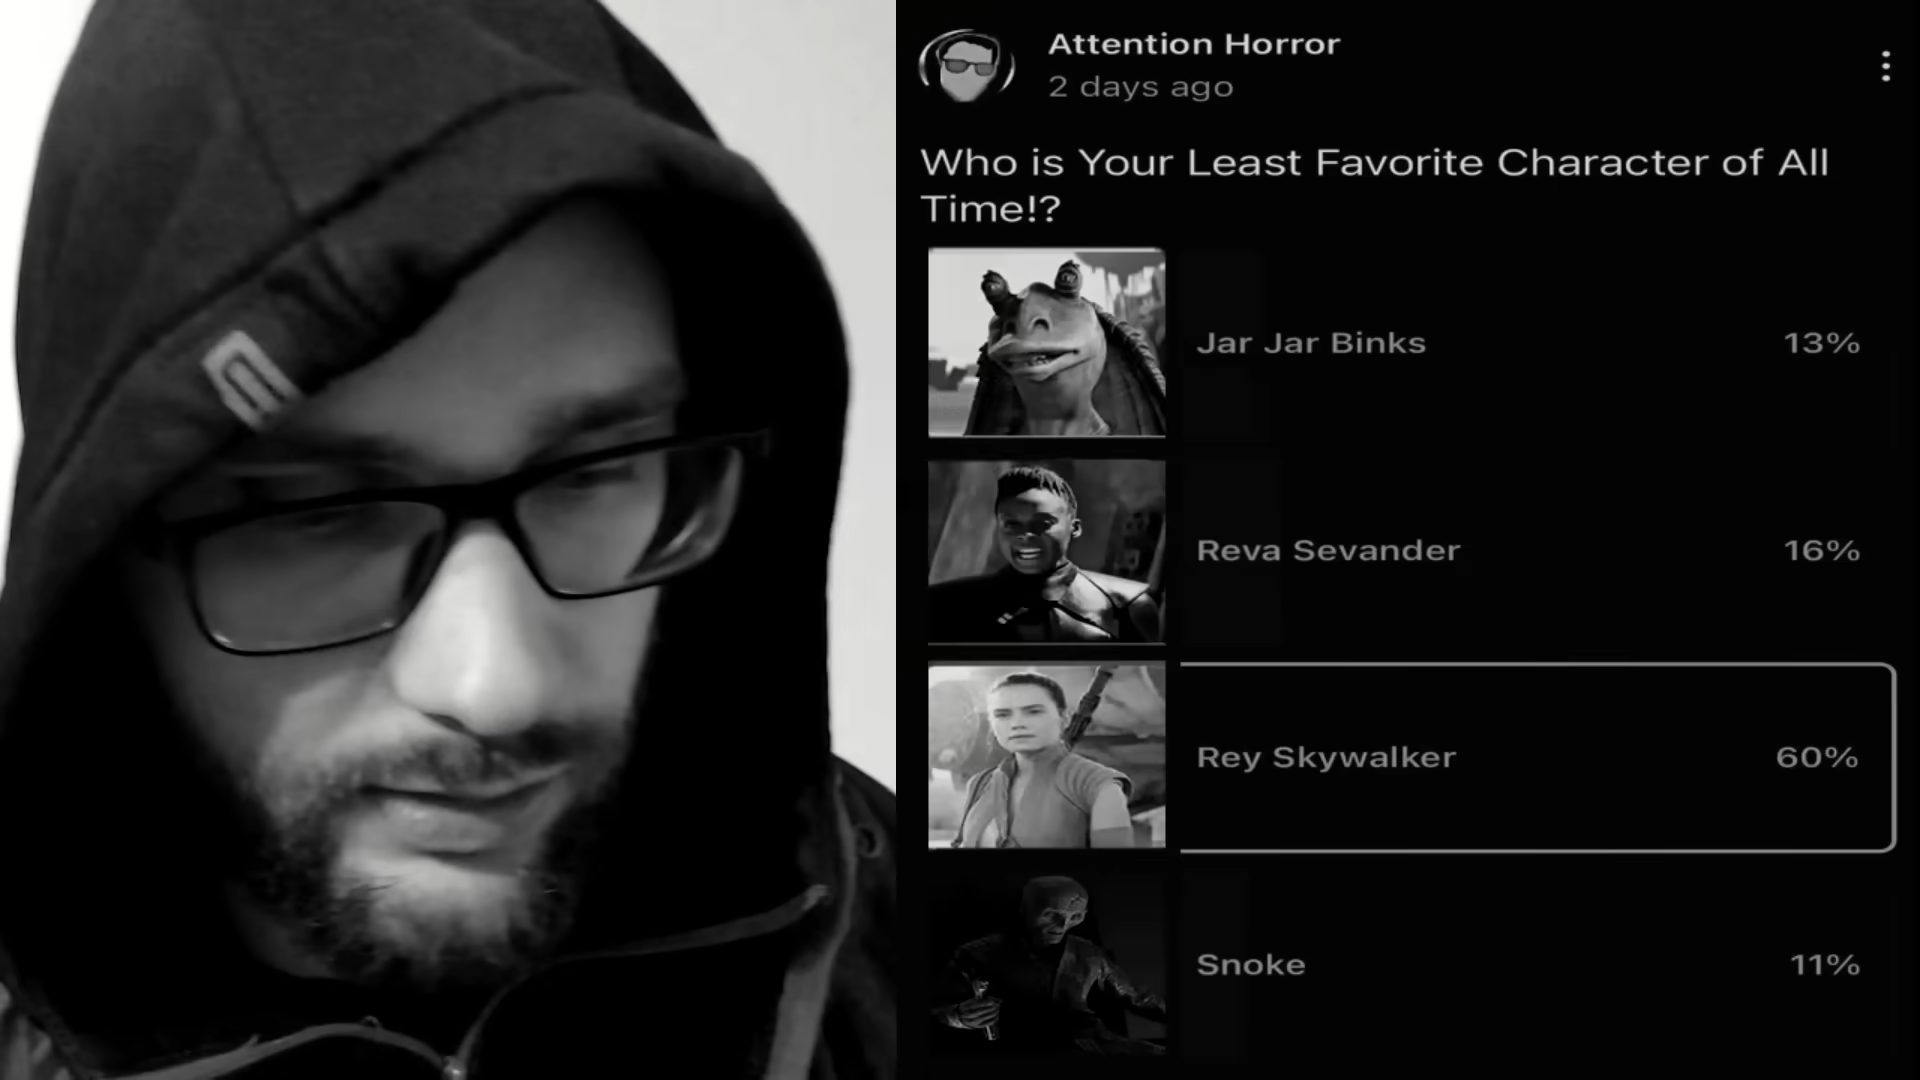 Attention Horror
2 days ago
Who is Your Least Favorite Character of All
Time!?
Jar Jar Binks 13%
Reva Sevander 16%
Rey Skywalker 60%
Snoke 11%